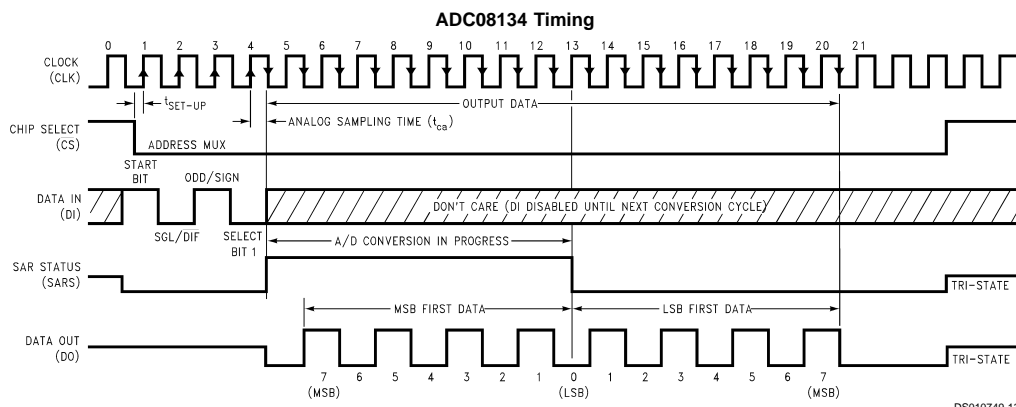 ADC08134 Timing
0 1 2 3 4 5 6 7 8 9 10 11 12 13 14 15 16 17 18 19 20 21
CLOCK
(CLK)
tSET-UP
OUTPUT DATA
ANALOG SAMPLING TIME (tca)
CHIP SELECT
(CS)
ADDRESS MUX
START
BIT
ODD/SIGN
DATA IN
(DI)
DON'T CARE (DI DISABLED UNTIL NEXT CONVERSION CYCLE)
SGL/DIF
SELECT
BIT 1
A/D CONVERSION IN PROGRESS
SAR STATUS
(SARS)
TRI-STATE
MSB FIRST DATA
LSB FIRST DATA
DATA OUT
(DO)
TRI-STATE
7 6 5 4 3 2 1 0 1 2 3 4 5 6 7
(MSB) (LSB) (MSB)